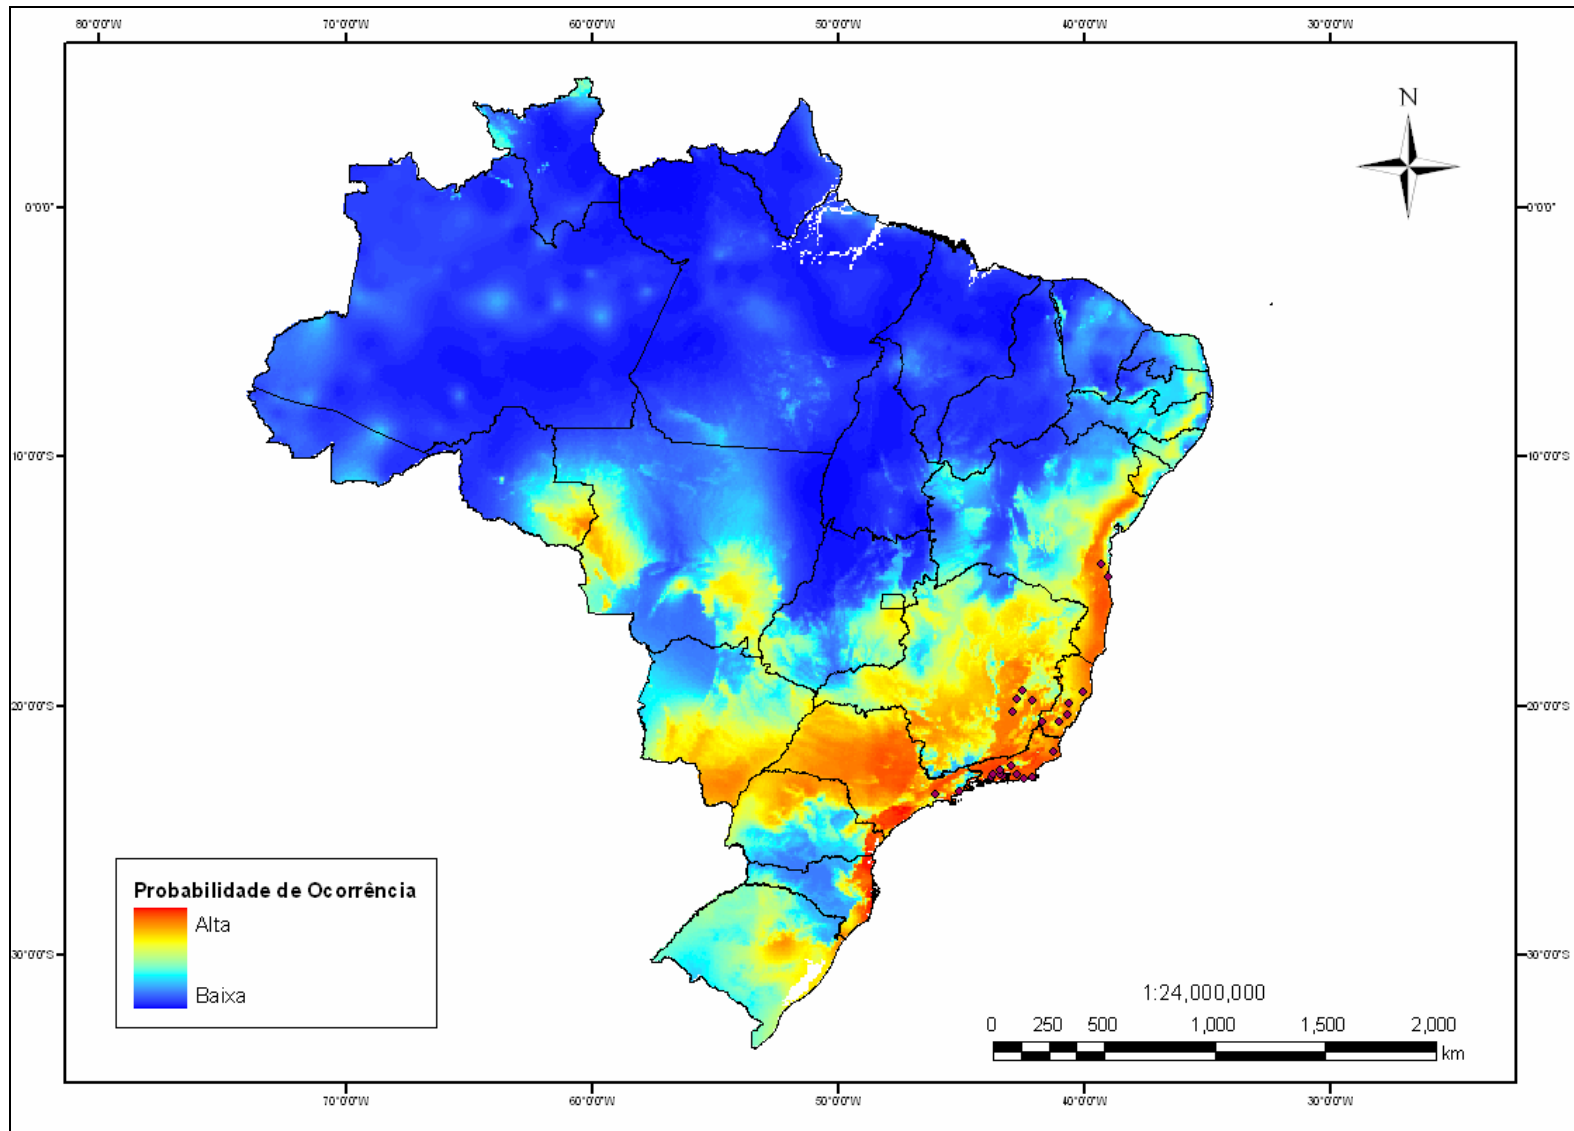 80°0'0"W 70°0'0"W 60°0'0"W 50°0'0"W 40°0'0"W 30°0'0"W
N
0°0'0" 0°0'0"
10°0'0"S 10°0'0"S
20°0'0"S 20°0'0"S
Probabilidade de Ocorrência
Alta
Baixa
30°0'0"S 30°0'0"S
1:24,000,000
0 250 500 1,000 1,500 2,000
km
70°0'0"W 60°0'0"W 50°0'0"W 40°0'0"W 30°0'0"W